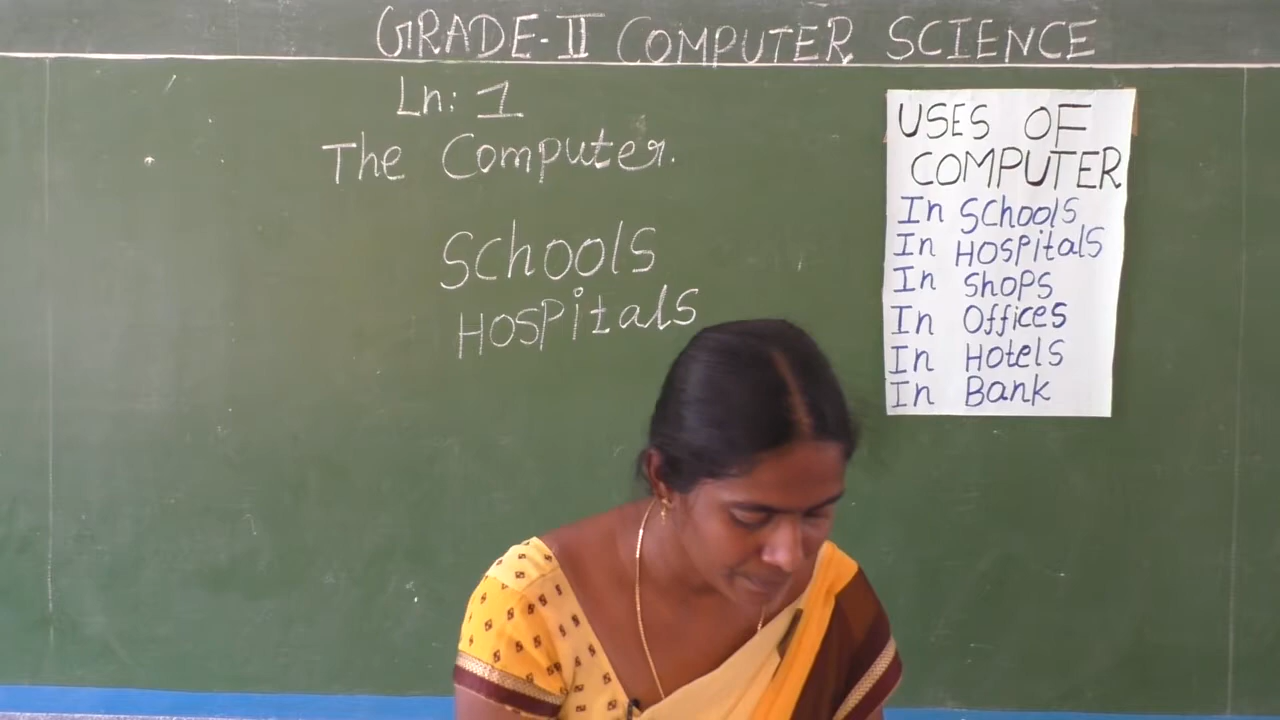 GRADE-II COMPUTER SCIENCE
Ln: 1
The Computer.
Schools
HOSPitals
USES OF
COMPUTER
In Schools
In HOSPitals
In ShOPS
In Offices
In Hotels
In Bank